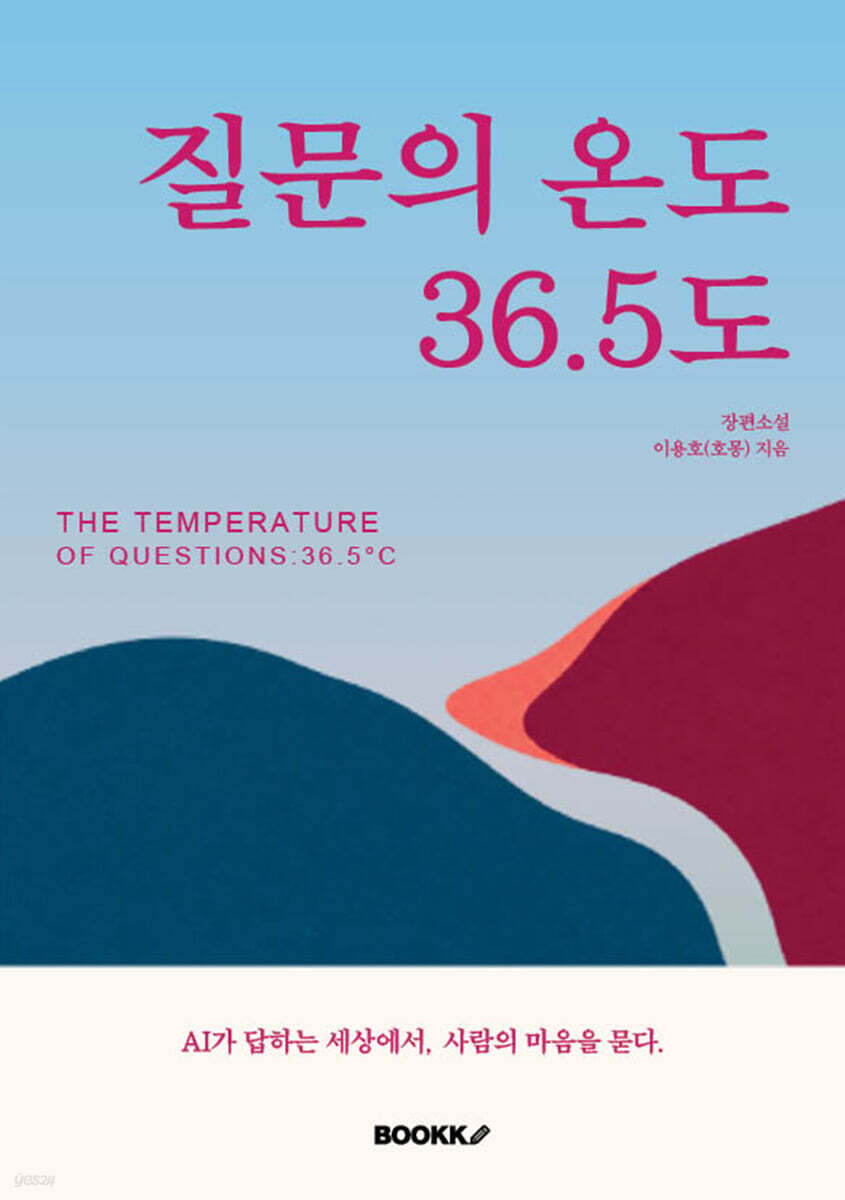 질문의 온도
36.5도
장편소설
이용호(호몽) 지음
THE TEMPERATURE
OF QUESTIONS:36.5°C
AI가 답하는 세상에서, 사람의 마음을 묻다.
BOOKK
yes24